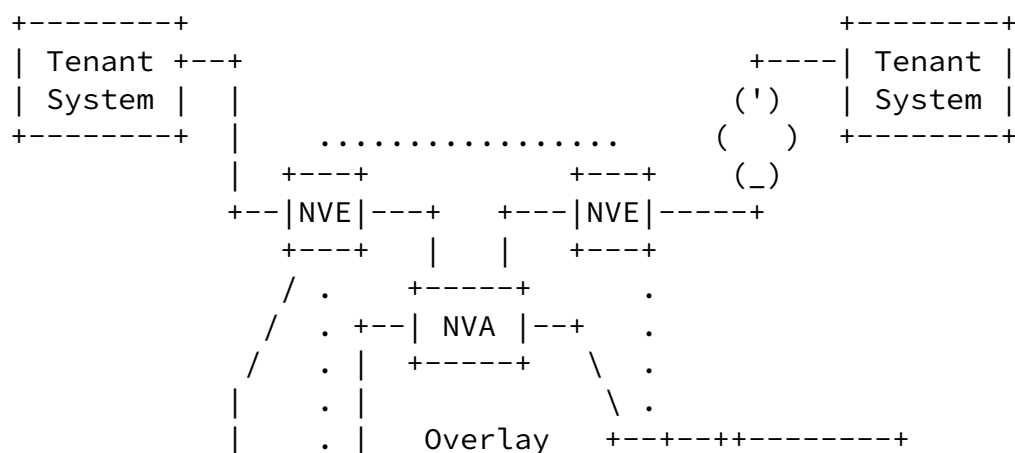 +--------+                                    +--------+
| Tenant +--+                            +----| Tenant |
| System |  |                           (')    | System |
+--------+  |    .................     (   )   +--------+
            |  +---+           +---+    (_)
            +--|NVE|---+   +---|NVE|-----+
               +---+   |   |   +---+
               / .    +-----+      .
              /  . +--| NVA |--+   .
             /   . |  +-----+   \  .
            |    . |             \ .
            |    . |   Overlay   +--+--++--------+